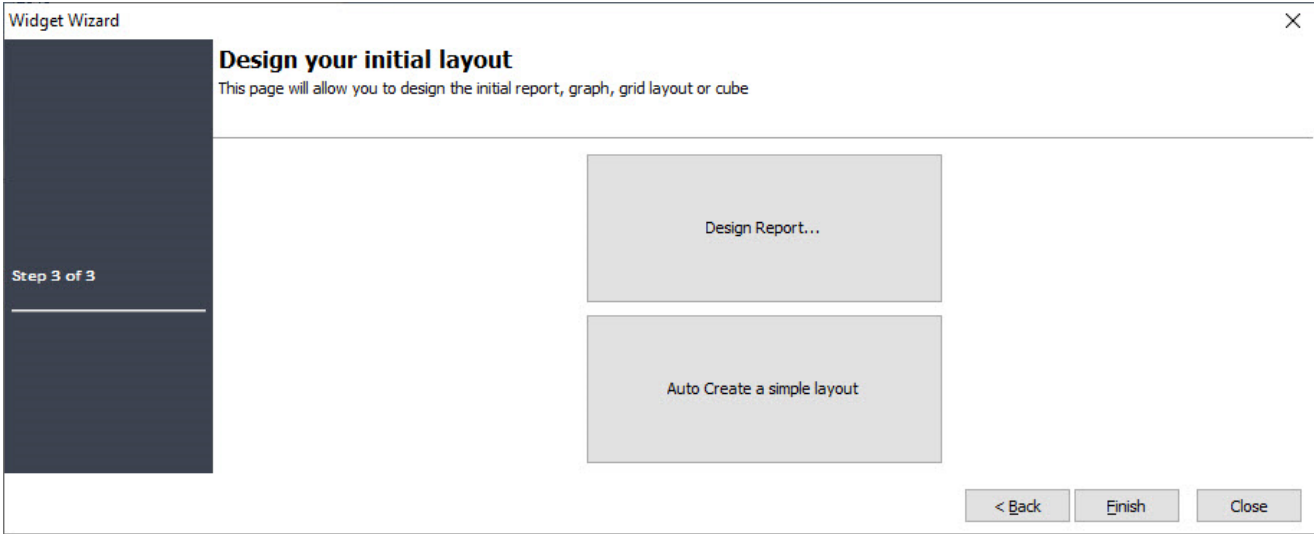 Widget Wizard
Design your initial layout
This page will allow you to design the initial report, graph, grid layout or cube
Design Report...
Step 3 of 3
Auto Create a simple layout
< Back
Finish
Close